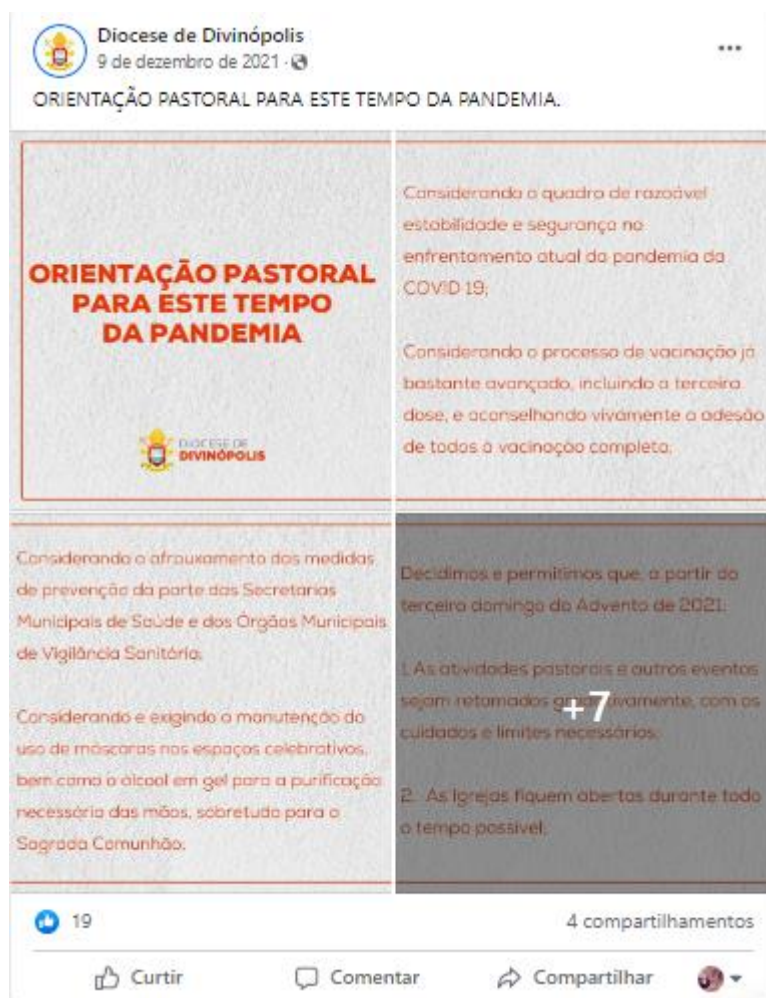 Diocese de Divinópolis
9 de dezembro de 2021
ORIENTAÇÃO PASTORAL PARA ESTE TEMPO DA PANDEMIA.
ORIENTAÇÃO PASTORAL
PARA ESTE TEMPO
DA PANDEMIA
DIOCESE DE
DIVINÓPOLIS
Considerando o quadro de razoável
estabilidade e segurança no
enfrentamento atual da pandemia da
COVID 19;
Considerando o processo de vacinação já
bastante avançado, incluindo a terceira
dose, e aconselhando vivamente a adesão
de todos à vacinação completa;
Considerando o afrouxamento das medidas
de prevenção da parte das Secretarias
Municipais de Saúde e dos Órgãos Municipais
de Vigilância Sanitária;
Considerando e exigindo a manutenção do
uso de máscaras nos espaços celebrativos,
bem como o álcool em gel para a purificação
necessária das mãos, sobretudo para a
Sagrada Comunhão;
Decidimos e permitimos que, a partir do
terceiro domingo do Advento de 2021:
1. As atividades pastorais e outros eventos
sejam retomados, com os
+7
cuidados e limites necessários;
2. As Igrejas fiquem abertas durante todo
o tempo possível;
19
4 compartilhamentos
Curtir
Comentar
Compartilhar